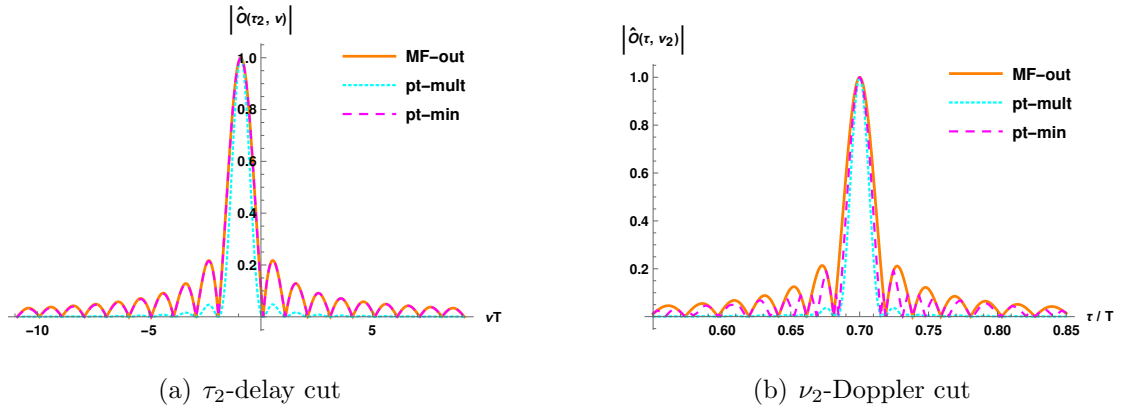 |Ô(τ₂, ν)|
MF-out
pt-mult
pt-min
1.0
0.8
0.6
0.4
0.2
-10
-5
5
νT
(a) τ₂-delay cut
|Ô(τ, ν₂)|
MF-out
pt-mult
pt-min
1.0
0.8
0.6
0.4
0.2
0.60
0.65
0.70
0.75
0.80
0.85
τ / T
(b) ν₂-Doppler cut